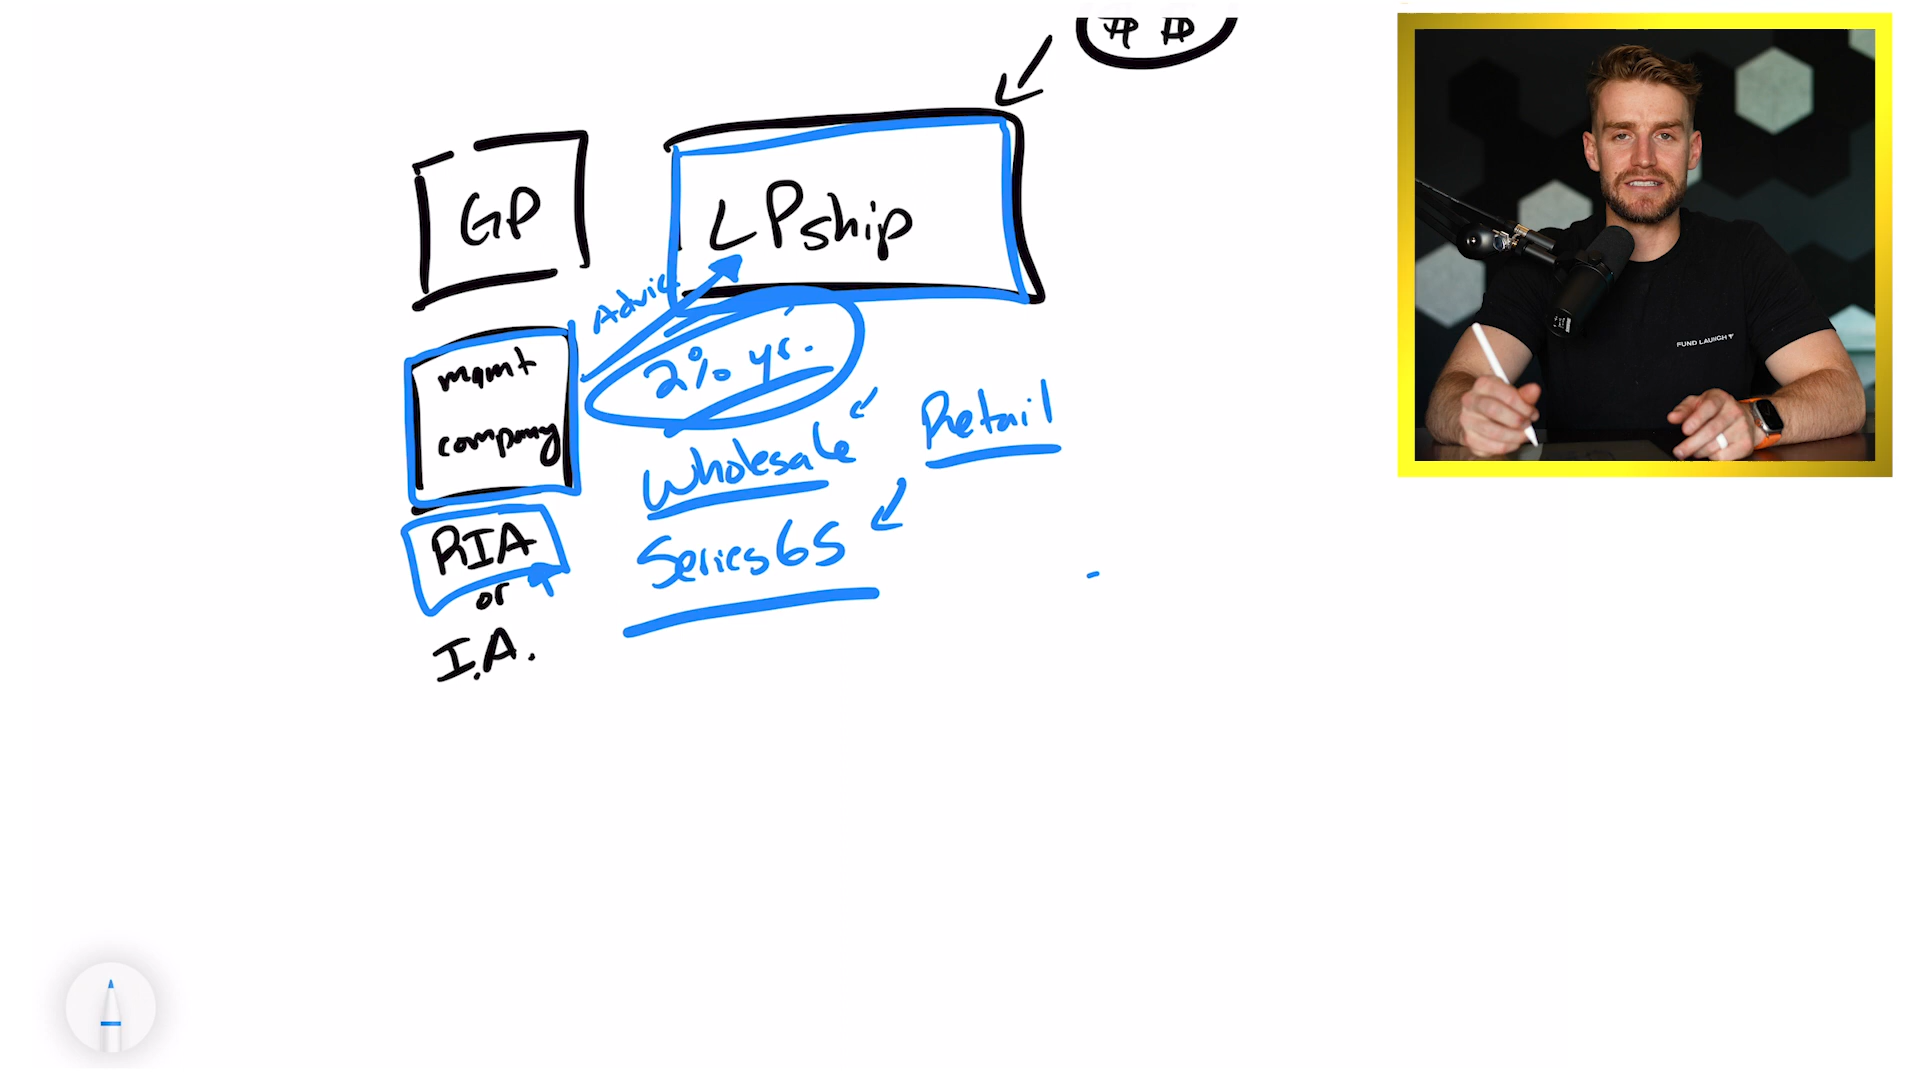 $ $
GP
LPship
Advice
mgmt
company
2% yr.
Wholesale
Retail
RIA
or
I.A.
Series 65
FUND LAUNCH